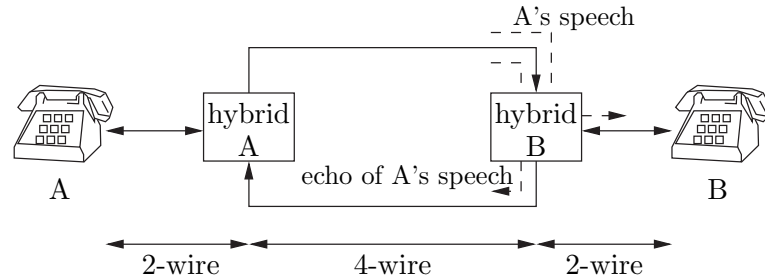 A's speech
hybrid
A
hybrid
B
echo of A's speech
A
B
2-wire
4-wire
2-wire